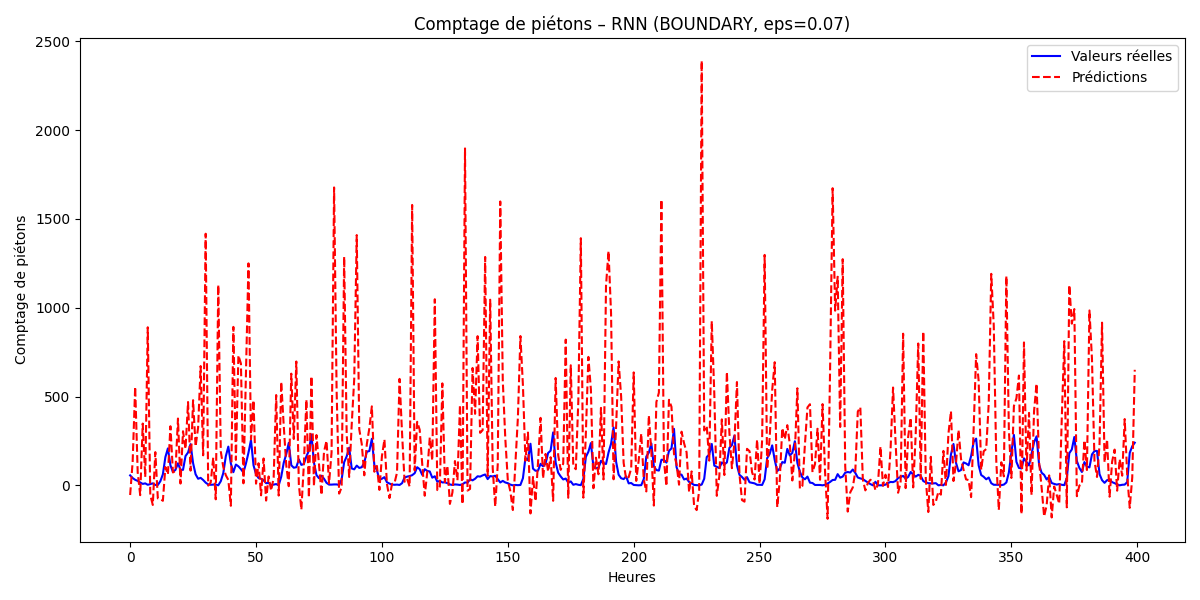 Comptage de piétons – RNN (BOUNDARY, eps=0.07)
Valeurs réelles
Prédictions
Comptage de piétons
2500
2000
1500
1000
500
0
0 50 100 150 200 250 300 350 400
Heures